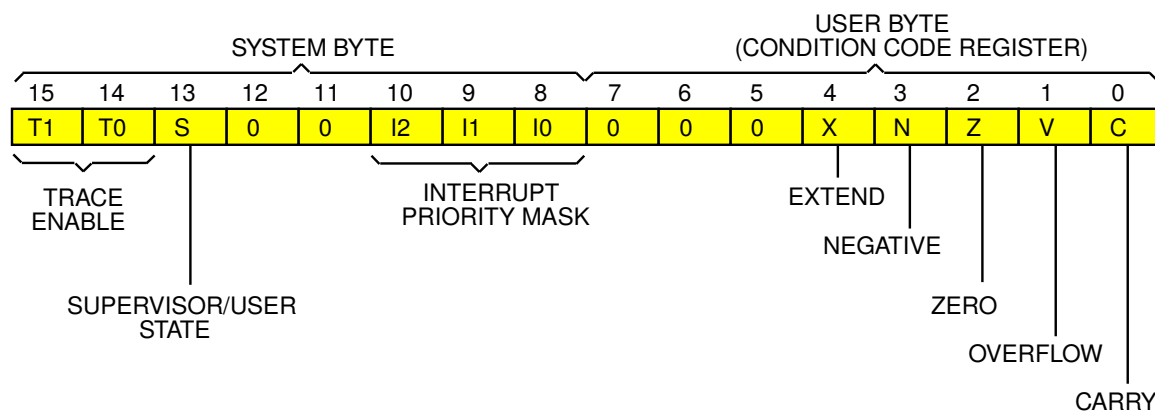 USER BYTE
SYSTEM BYTE (CONDITION CODE REGISTER)
15 14 13 12 11 10 9 8 7 6 5 4 3 2 1 0
T1 T0 S 0 0 I2 I1 I0 0 0 0 X N Z V C
TRACE
ENABLE
INTERRUPT
PRIORITY MASK
EXTEND
NEGATIVE
SUPERVISOR/USER
STATE
ZERO
OVERFLOW
CARRY